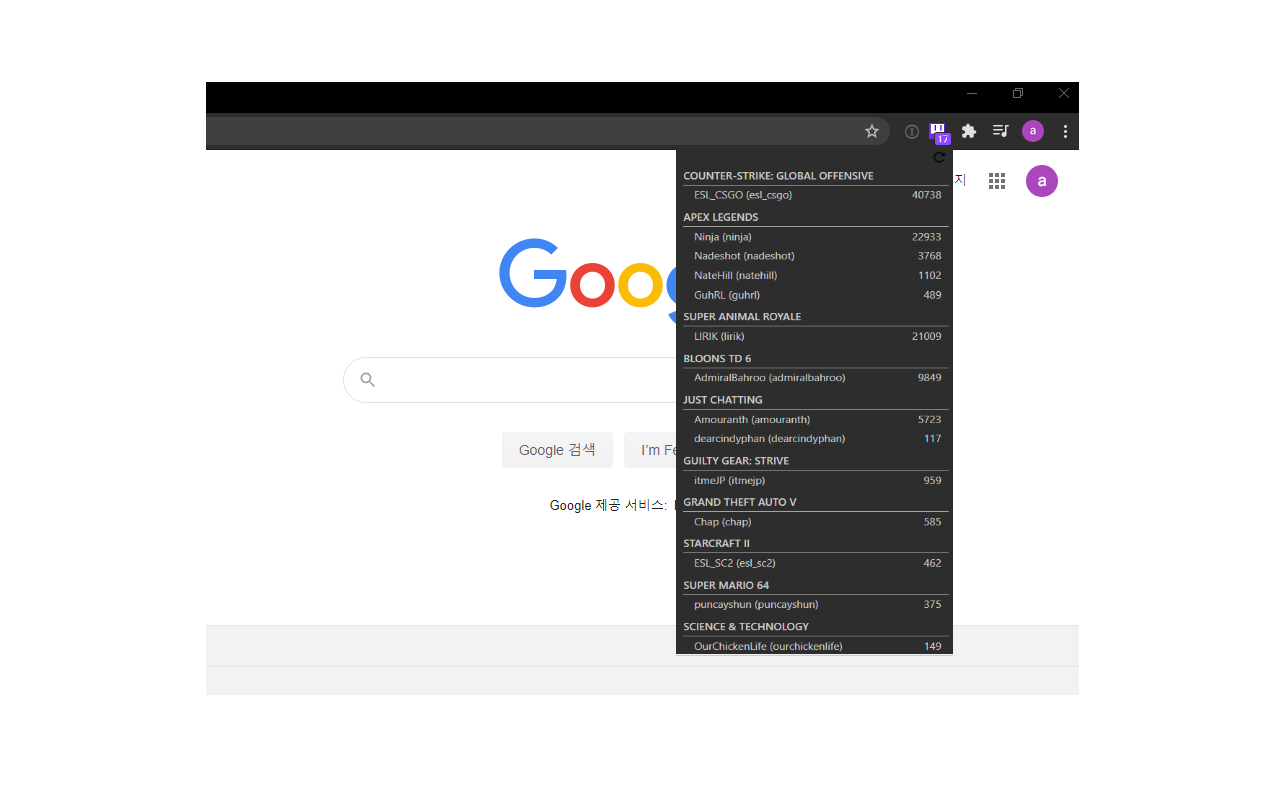 17
a
COUNTER-STRIKE: GLOBAL OFFENSIVE
ESL_CSGO (esl_csgo) 40738
지
a
APEX LEGENDS
Ninja (ninja) 22933
Nadeshot (nadeshot) 3768
NateHill (natehill) 1102
GuhRL (guhrl) 489
Goog
SUPER ANIMAL ROYALE
LIRIK (lirik) 21009
BLOONS TD 6
AdmiralBahroo (admiralbahroo) 9849
JUST CHATTING
Amouranth (amouranth) 5723
dearcindyphan (dearcindyphan) 117
Google 검색
I'm Fe
GUILTY GEAR: STRIVE
itmeJP (itmejp) 959
GRAND THEFT AUTO V
Google 제공 서비스:
Chap (chap) 585
STARCRAFT II
ESL_SC2 (esl_sc2) 462
SUPER MARIO 64
puncayshun (puncayshun) 375
SCIENCE & TECHNOLOGY
OurChickenLife (ourchickenlife) 149